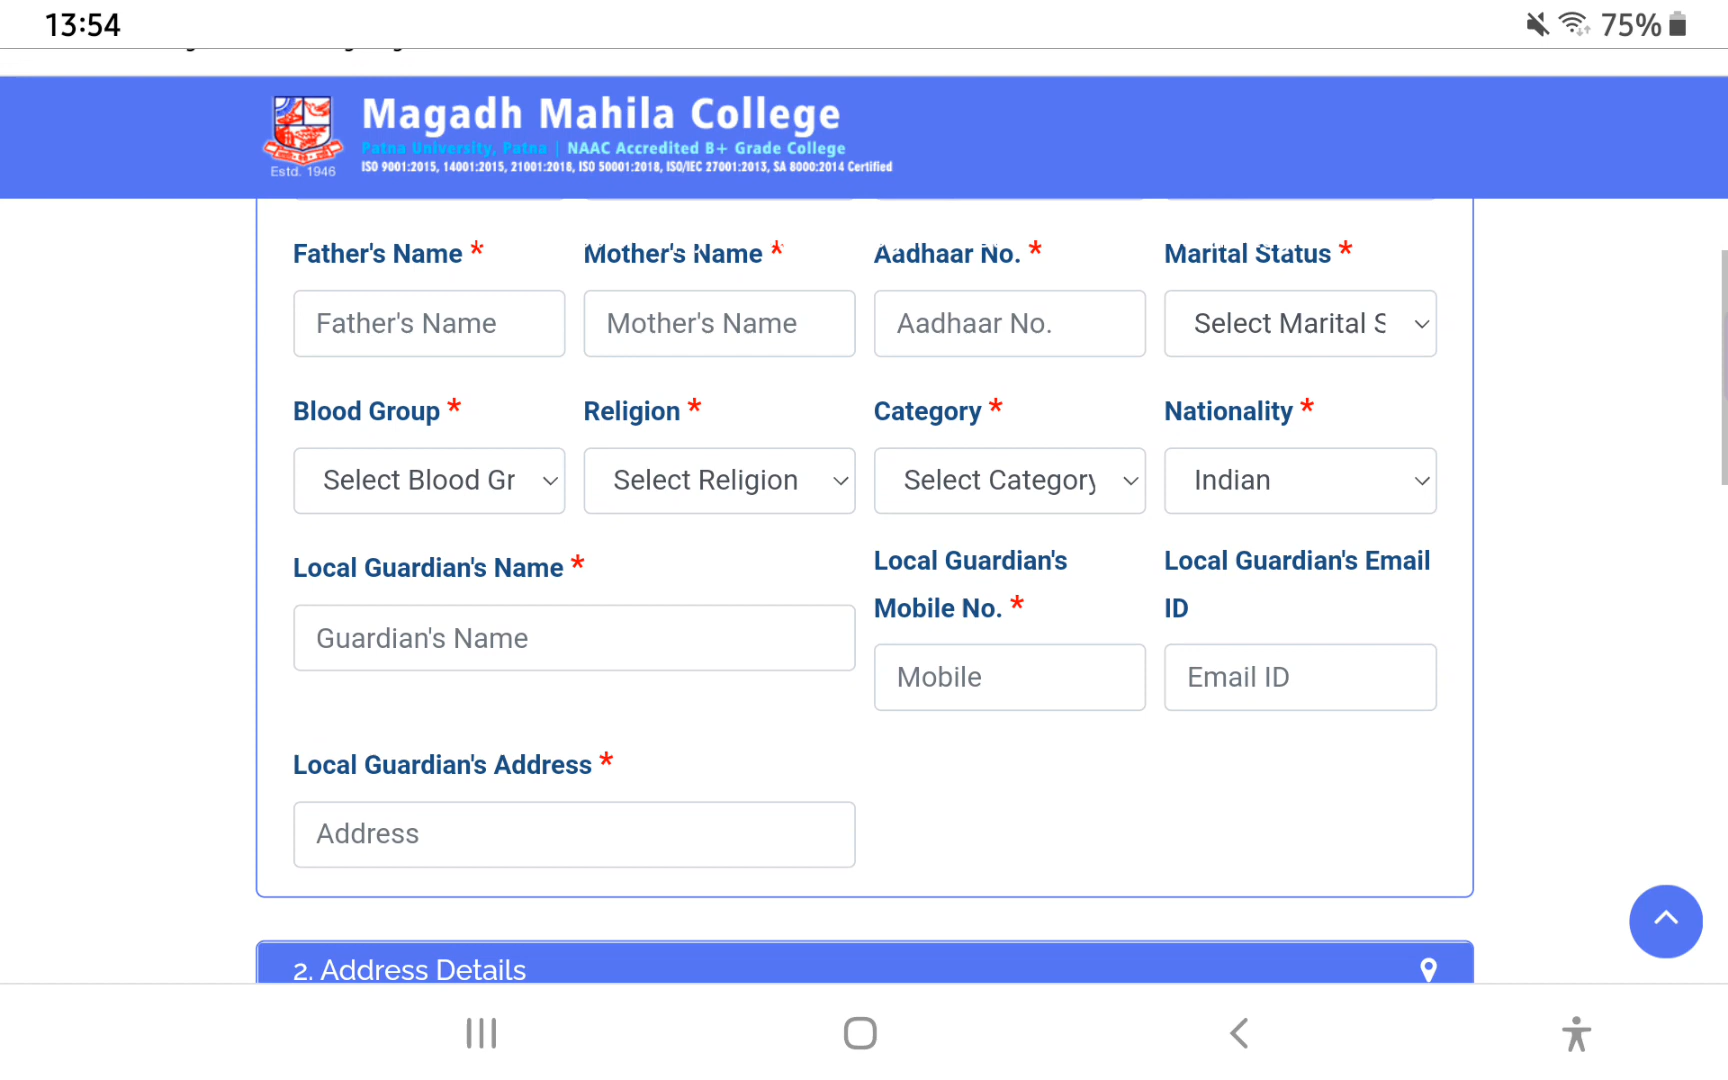 13:54
75%
Magadh Mahila College
Patna University, Patna | NAAC Accredited B+ Grade College
ISO 9001:2015, 14001:2015, 21001:2018, ISO 50001:2018, ISO/IEC 27001:2013, SA 8000:2014 Certified
Estd. 1946
Father's Name * Mother's Name * Aadhaar No. * Marital Status *
Father's Name Mother's Name Aadhaar No. Select Marital S
Blood Group * Religion * Category * Nationality *
Select Blood Gr Select Religion Select Category Indian
Local Guardian's Name *
Local Guardian's Mobile No. *
Local Guardian's Email ID
Guardian's Name
Mobile
Email ID
Local Guardian's Address *
Address
2. Address Details